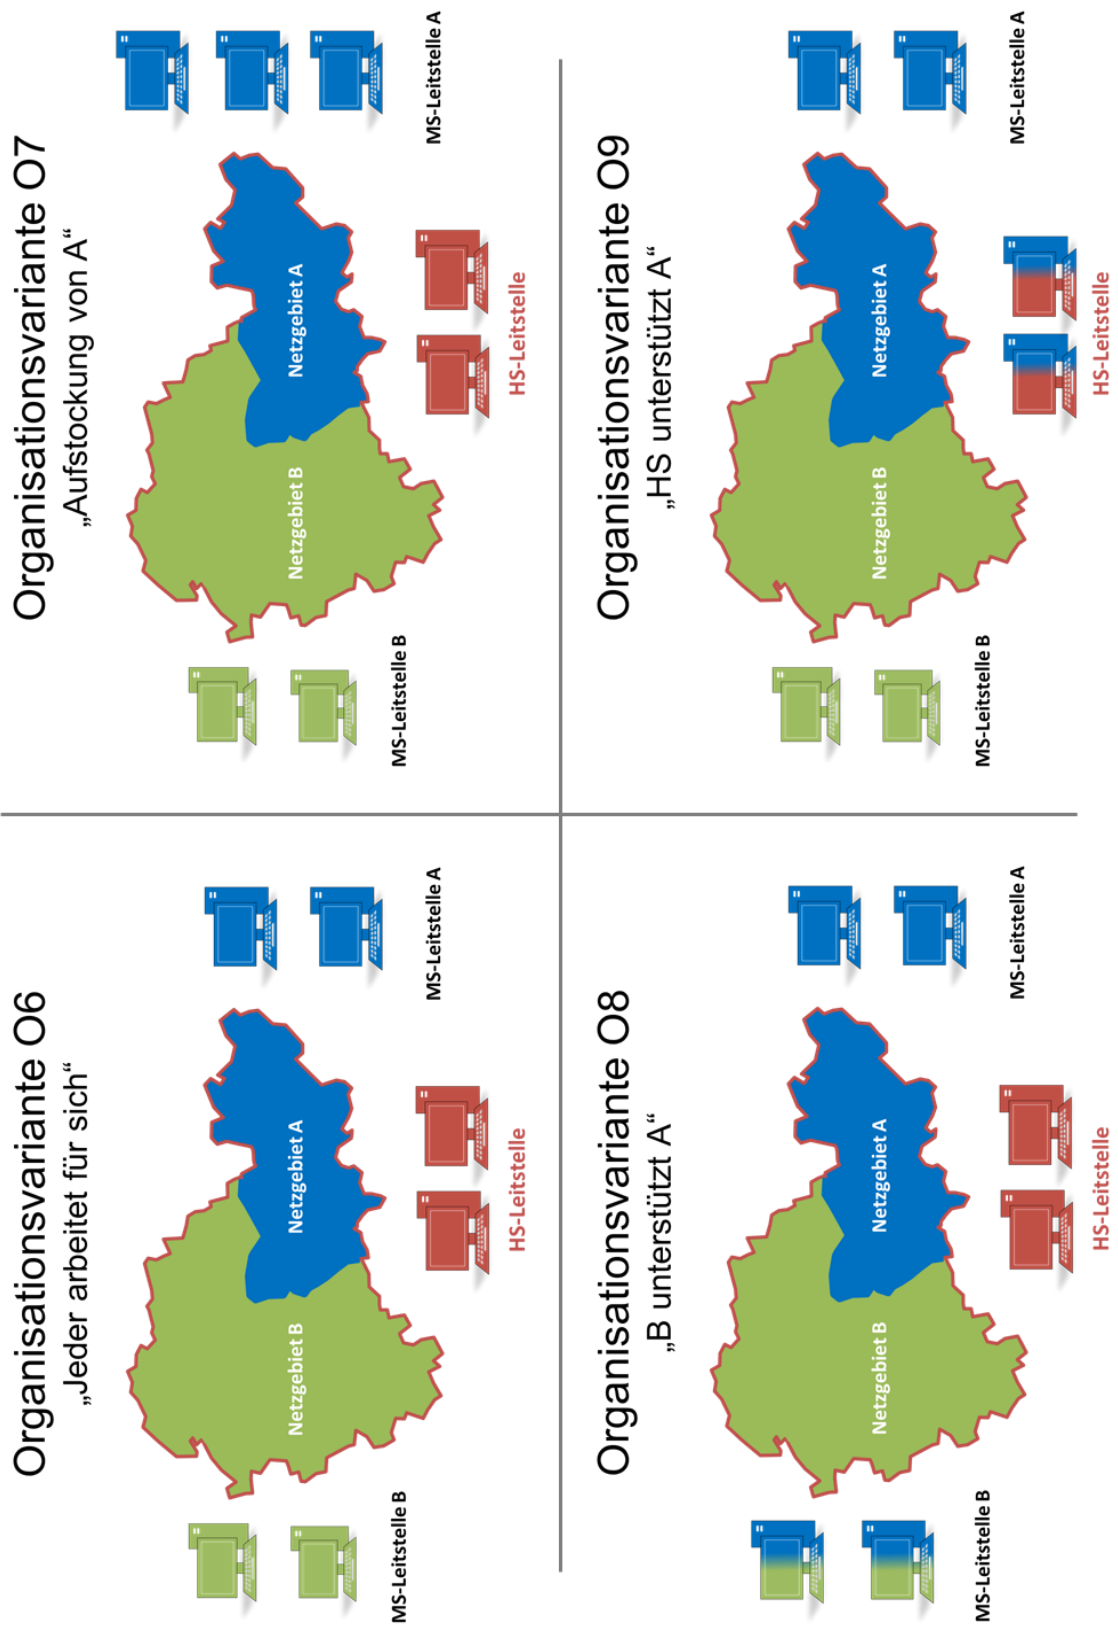 Organisationsvariante O6
„Jeder arbeitet für sich“
Netzgebiet B
Netzgebiet A
MS-Leitstelle B
MS-Leitstelle A
HS-Leitstelle
Organisationsvariante O7
„Aufstockung von A“
Netzgebiet B
Netzgebiet A
MS-Leitstelle B
MS-Leitstelle A
HS-Leitstelle
Organisationsvariante O8
„B unterstützt A“
Netzgebiet B
Netzgebiet A
MS-Leitstelle B
MS-Leitstelle A
HS-Leitstelle
Organisationsvariante O9
„HS unterstützt A“
Netzgebiet B
Netzgebiet A
MS-Leitstelle B
MS-Leitstelle A
HS-Leitstelle